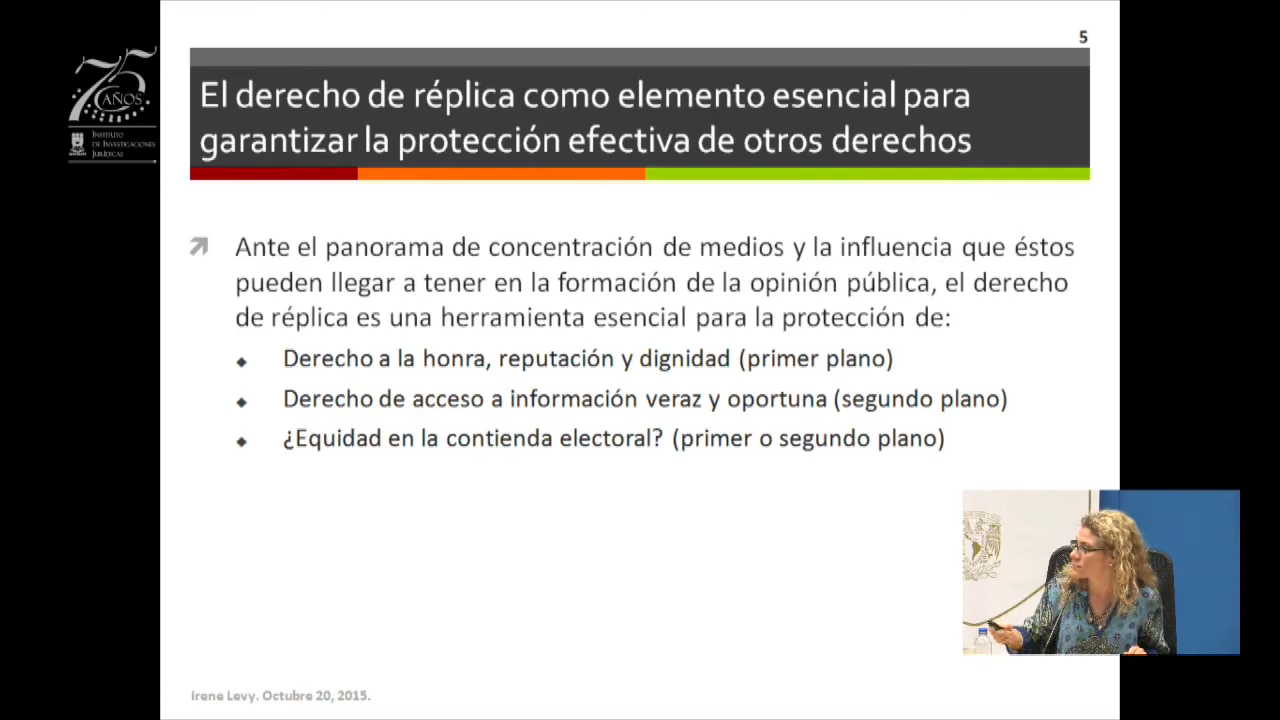 5
75
AÑOS
INSTITUTO
DE INVESTIGACIONES
JURÍDICAS
El derecho de réplica como elemento esencial para
garantizar la protección efectiva de otros derechos
Ante el panorama de concentración de medios y la influencia que éstos
pueden llegar a tener en la formación de la opinión pública, el derecho
de réplica es una herramienta esencial para la protección de:
Derecho a la honra, reputación y dignidad (primer plano)
Derecho de acceso a información veraz y oportuna (segundo plano)
¿Equidad en la contienda electoral? (primer o segundo plano)
Irene Levy. Octubre 20, 2015.